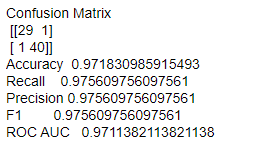 Confusion Matrix
[[29  1]
[ 1 40]]
Accuracy  0.971830985915493
Recall    0.975609756097561
Precision 0.975609756097561
F1        0.975609756097561
ROC AUC   0.9711382113821138